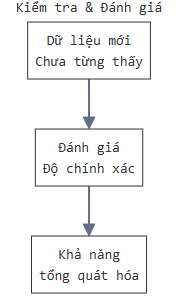 Kiểm tra & Đánh giá
Dữ liệu mới
Chưa từng thấy
Đánh giá
Độ chính xác
Khả năng
tổng quát hóa